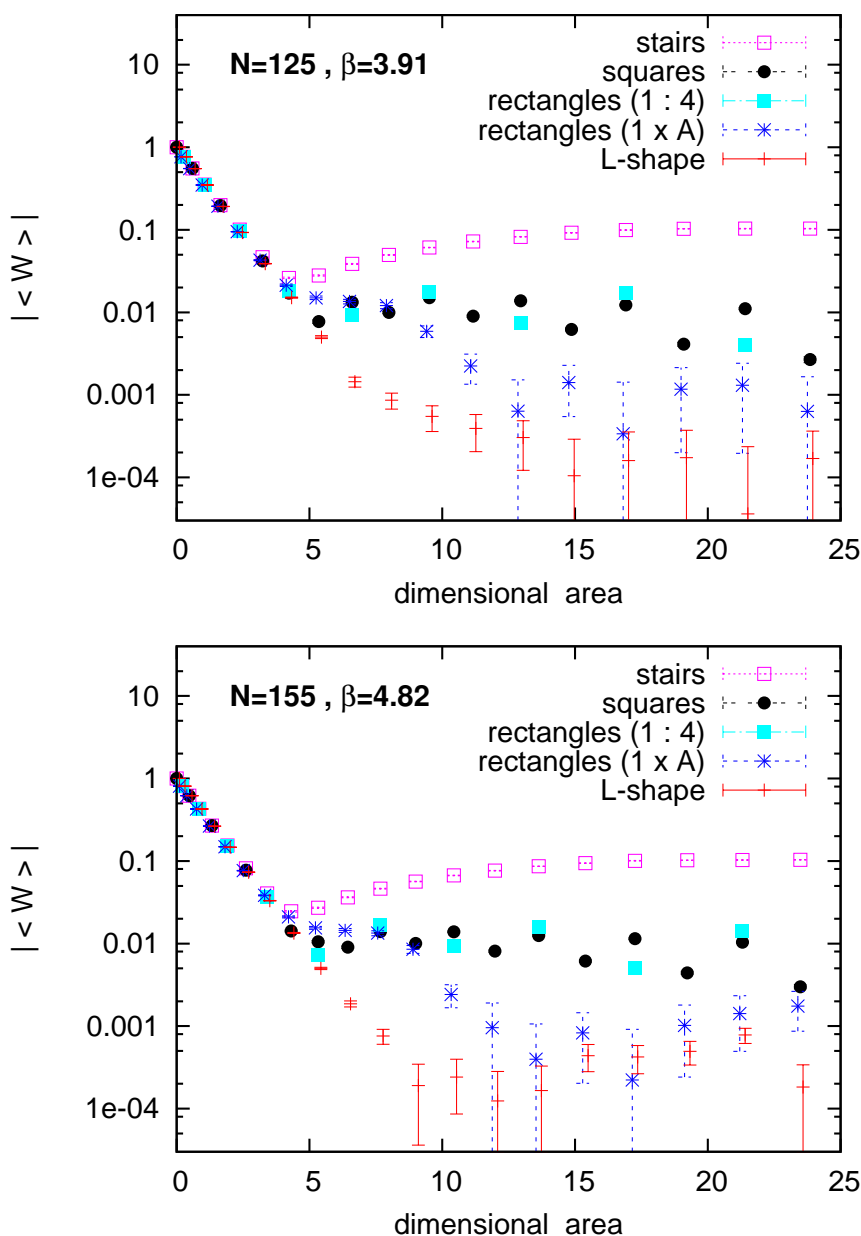 10
1
0.1
0.01
0.001
1e-04
| < W > |
N=125 , β=3.91
stairs
squares
rectangles (1 : 4)
rectangles (1 x A)
L-shape
0 5 10 15 20 25
dimensional area
10
1
0.1
0.01
0.001
1e-04
| < W > |
N=155 , β=4.82
stairs
squares
rectangles (1 : 4)
rectangles (1 x A)
L-shape
0 5 10 15 20 25
dimensional area